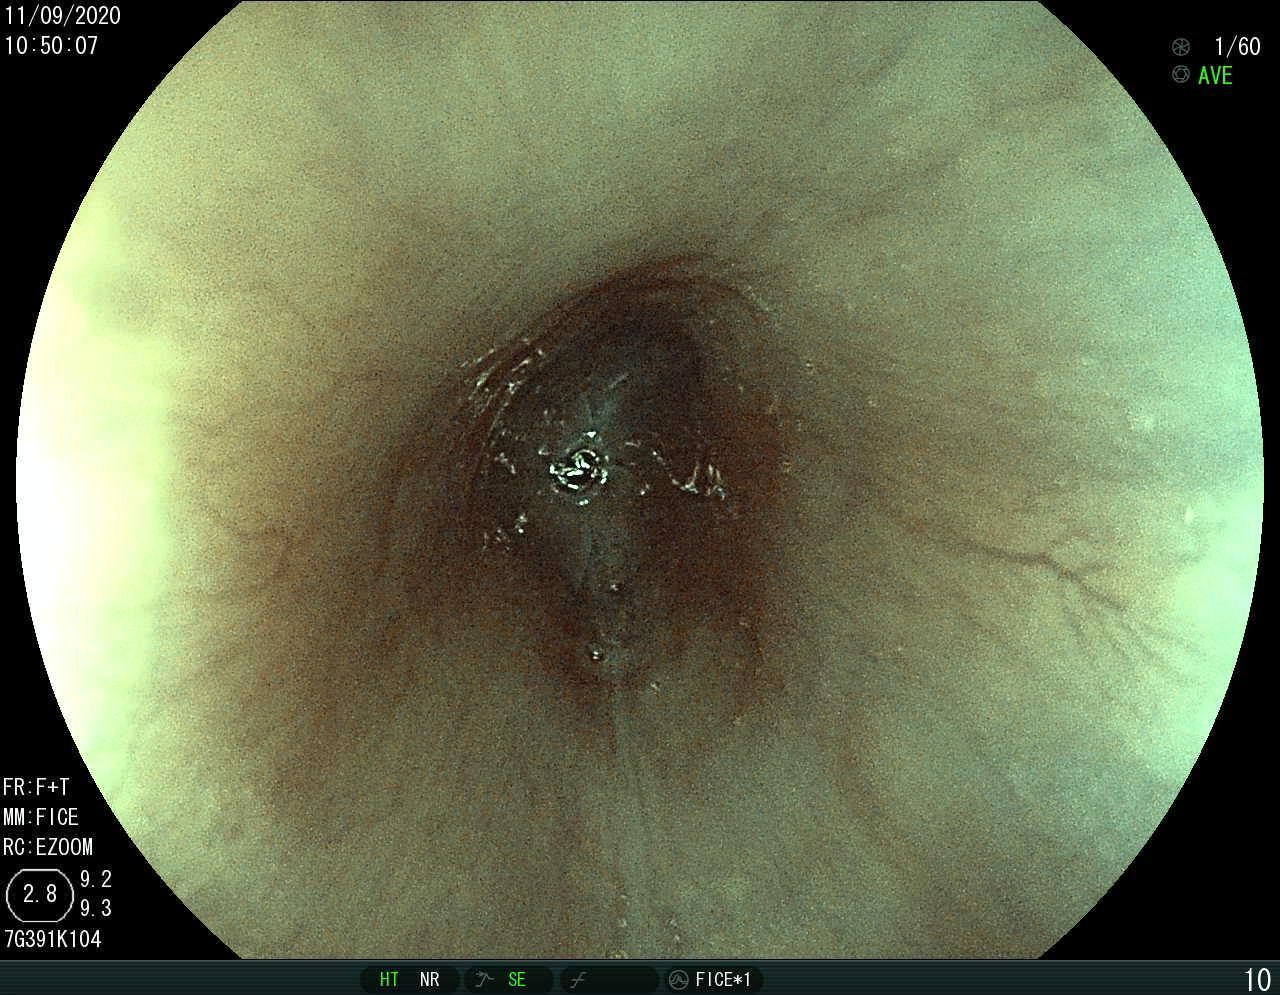 11/09/2020
10:50:07
1/60
AVE
FR:F+T
MM:FICE
RC:EZOOM
2.8
9.2
9.3
7G391K104
HT NR SE FICE*1
10